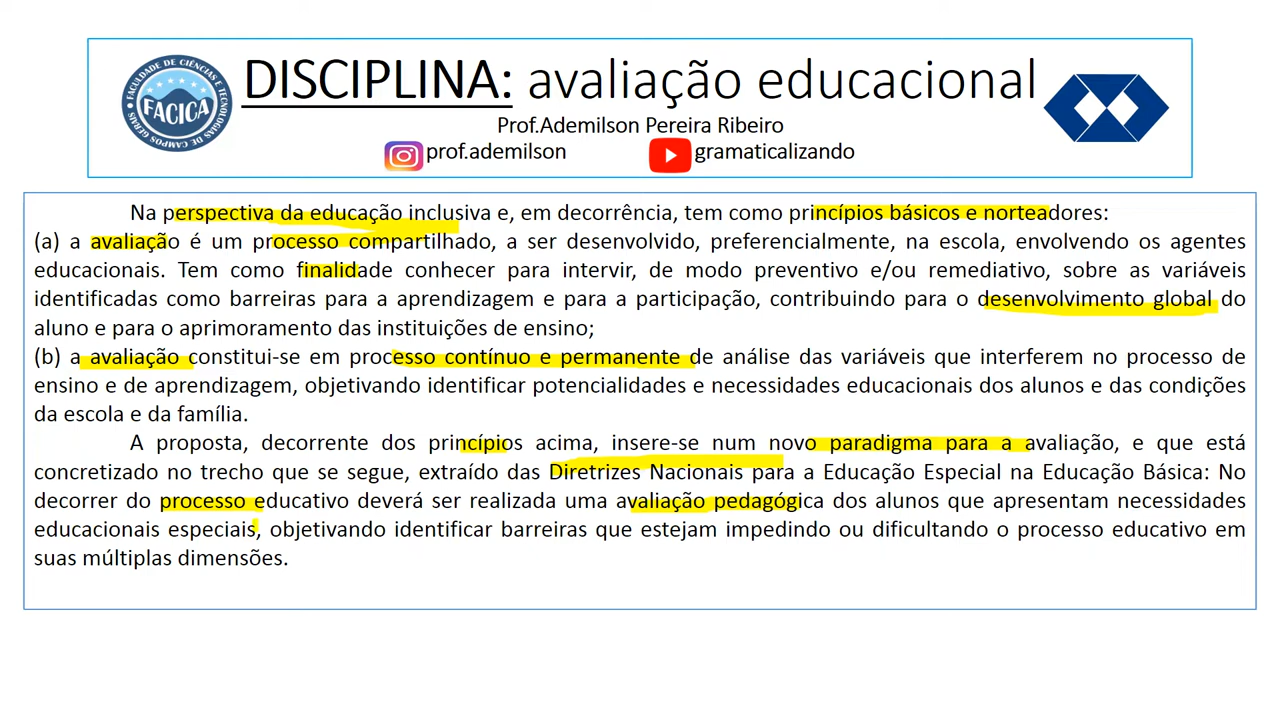 FACULDADE DE CIÊNCIAS E TECNOLOGIAS DE CAMPOS GERAIS
FACICA
DISCIPLINA: avaliação educacional
Prof.Ademilson Pereira Ribeiro
prof.ademilson gramaticalizando
Na perspectiva da educação inclusiva e, em decorrência, tem como princípios básicos e norteadores:
(a) a avaliação é um processo compartilhado, a ser desenvolvido, preferencialmente, na escola, envolvendo os agentes
educacionais. Tem como finalidade conhecer para intervir, de modo preventivo e/ou remediativo, sobre as variáveis
identificadas como barreiras para a aprendizagem e para a participação, contribuindo para o desenvolvimento global do
aluno e para o aprimoramento das instituições de ensino;
(b) a avaliação constitui-se em processo contínuo e permanente de análise das variáveis que interferem no processo de
ensino e de aprendizagem, objetivando identificar potencialidades e necessidades educacionais dos alunos e das condições
da escola e da família.
A proposta, decorrente dos princípios acima, insere-se num novo paradigma para a avaliação, e que está
concretizado no trecho que se segue, extraído das Diretrizes Nacionais para a Educação Especial na Educação Básica: No
decorrer do processo educativo deverá ser realizada uma avaliação pedagógica dos alunos que apresentam necessidades
educacionais especiais, objetivando identificar barreiras que estejam impedindo ou dificultando o processo educativo em
suas múltiplas dimensões.